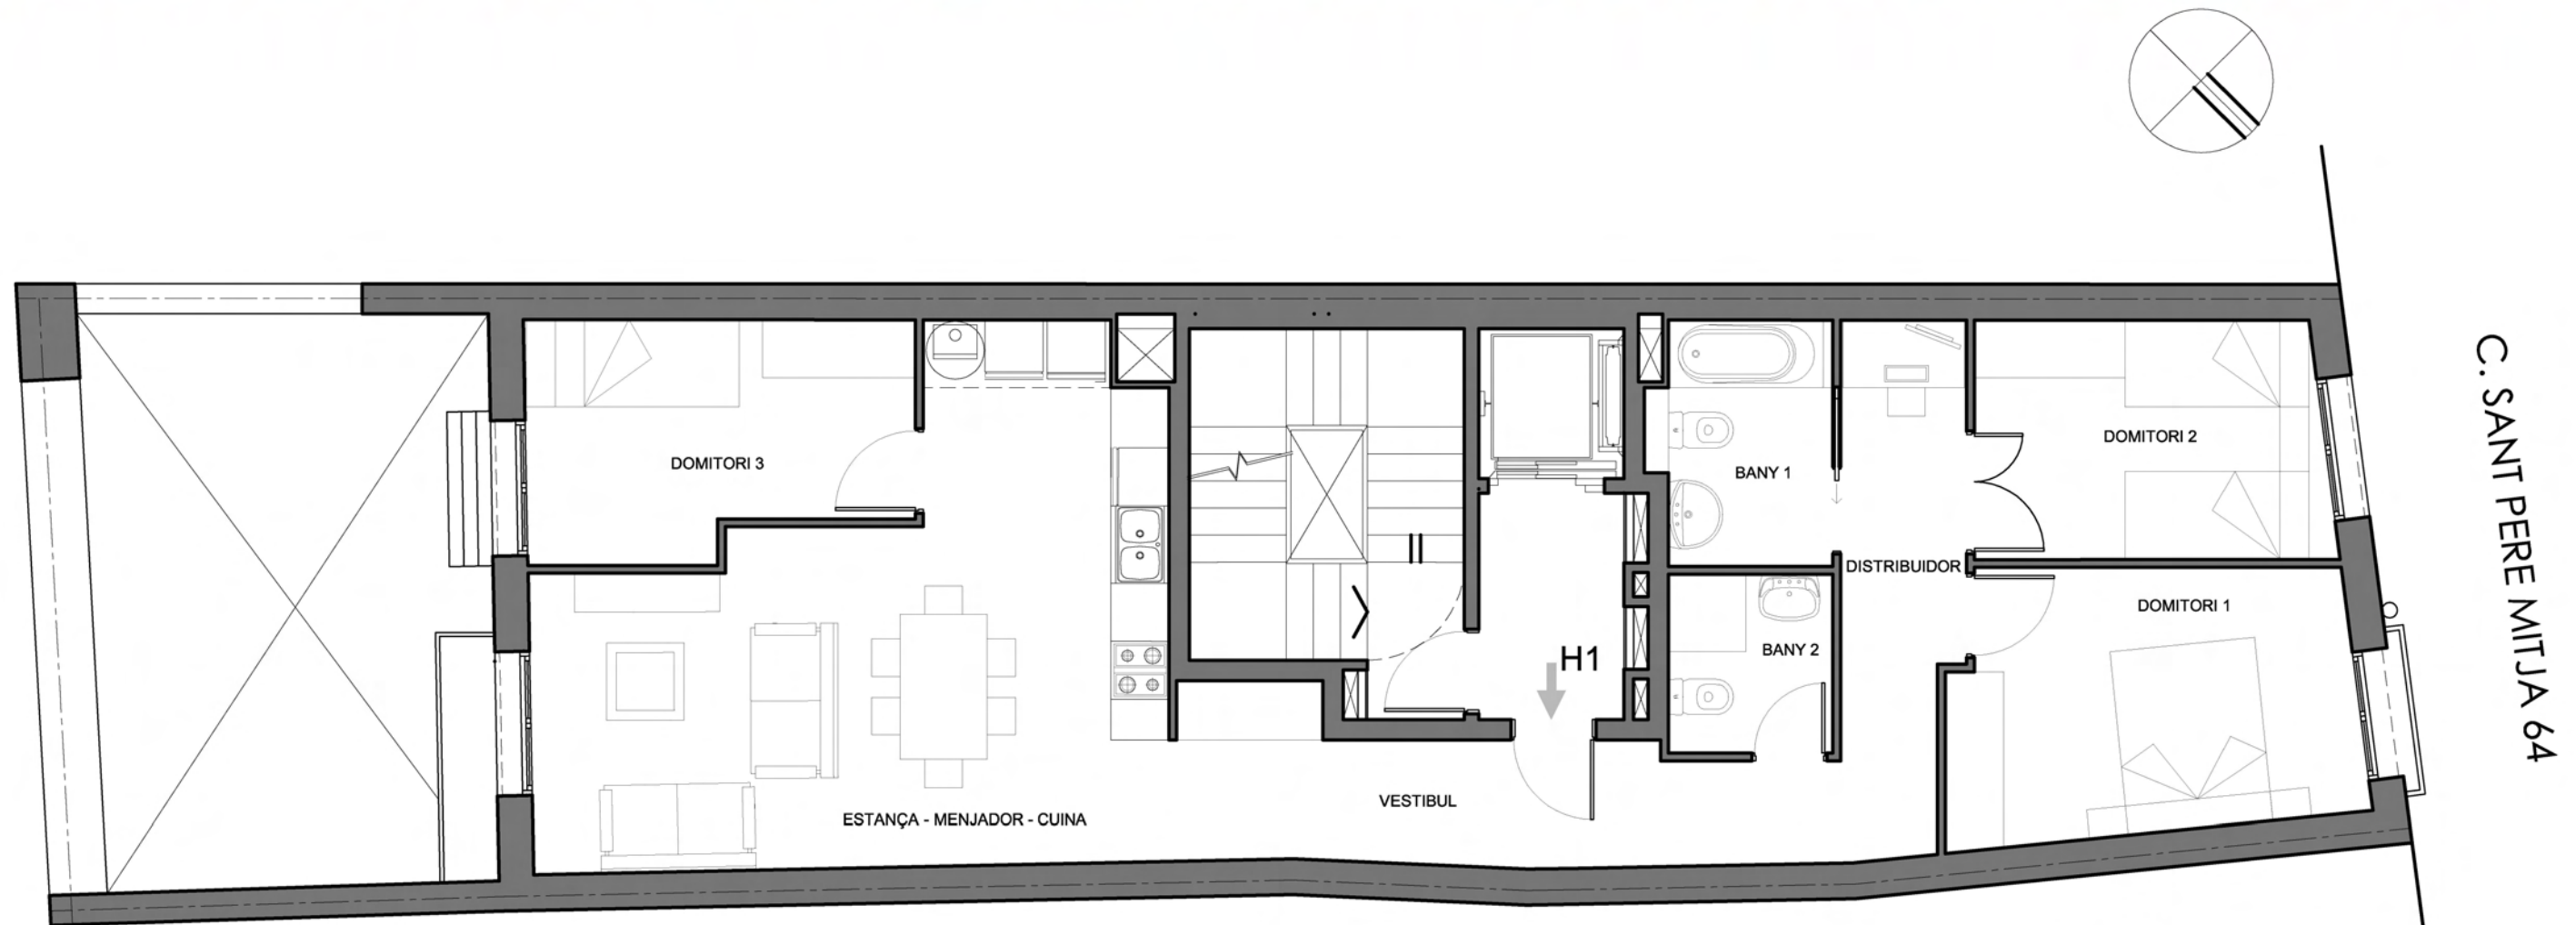 DOMITORI 3
DOMITORI 2
BANY 1
DISTRIBUIDOR
DOMITORI 1
BANY 2
H1
VESTIBUL
ESTANÇA - MENJADOR - CUINA
C. SANT PERE MITJA 64